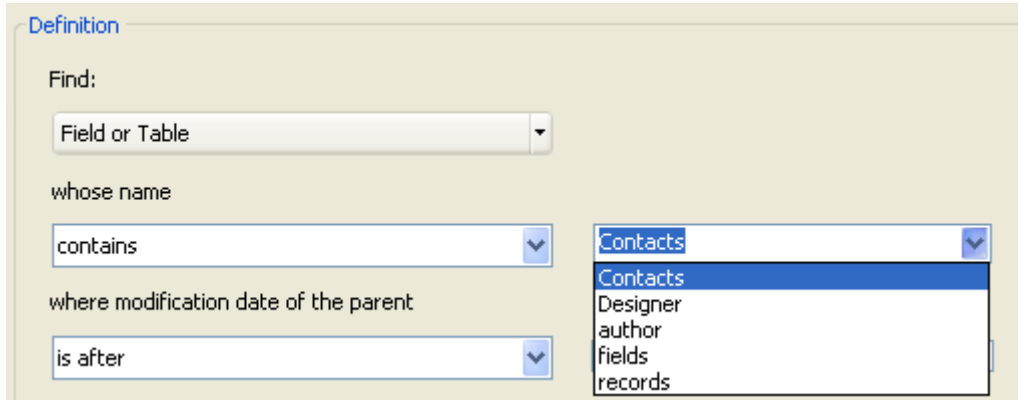 Definition
Find:
Field or Table
whose name
contains
Contacts
Contacts
Designer
author
fields
records
where modification date of the parent
is after